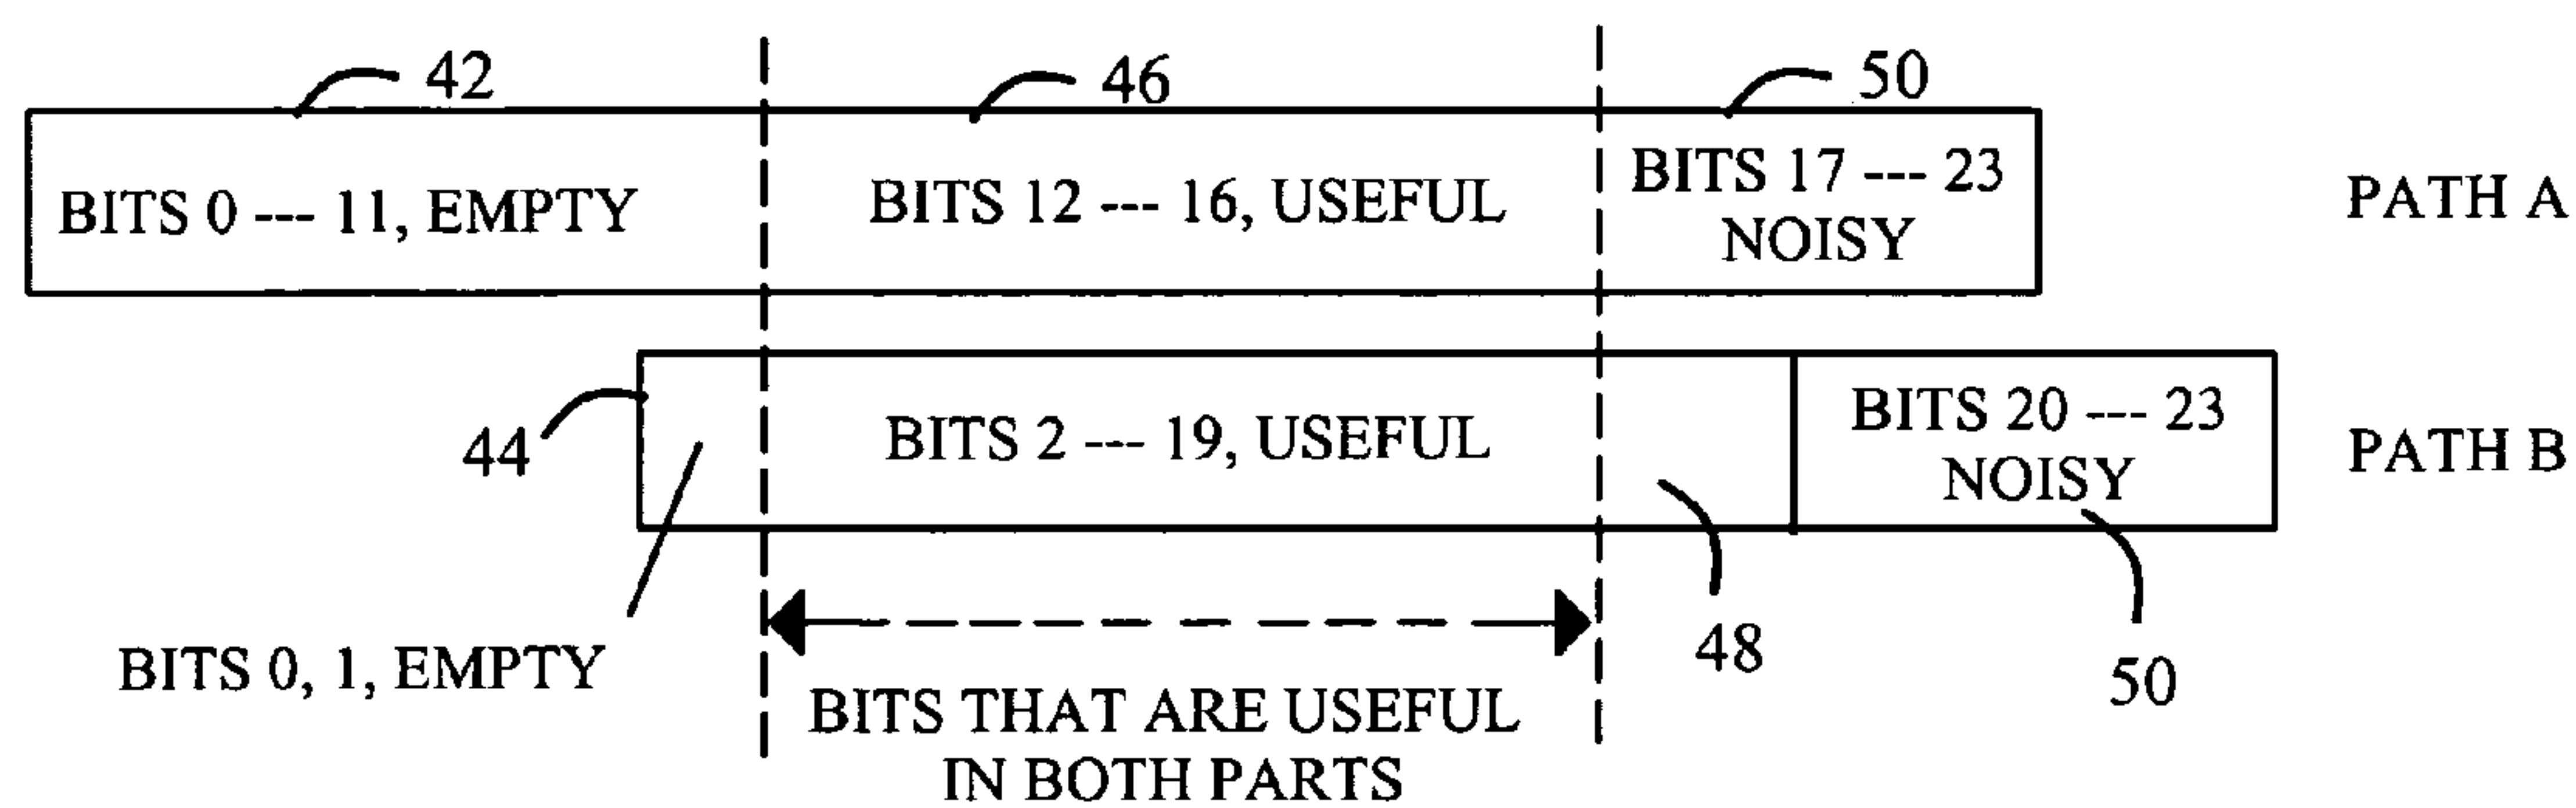 42
46
50
BITS 0 --- 11, EMPTY
BITS 12 --- 16, USEFUL
BITS 17 --- 23
NOISY
PATH A
44
BITS 2 --- 19, USEFUL
BITS 20 --- 23
NOISY
PATH B
BITS 0, 1, EMPTY
48
50
BITS THAT ARE USEFUL
IN BOTH PARTS